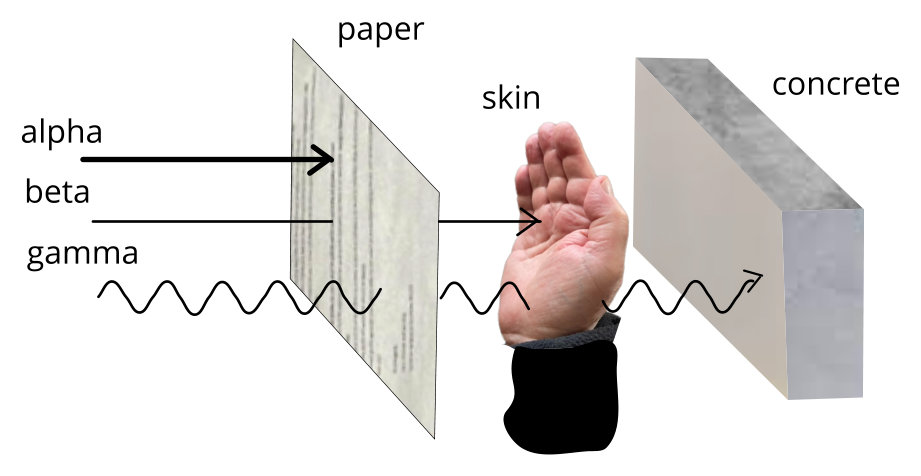 paper
skin
concrete
alpha
beta
gamma